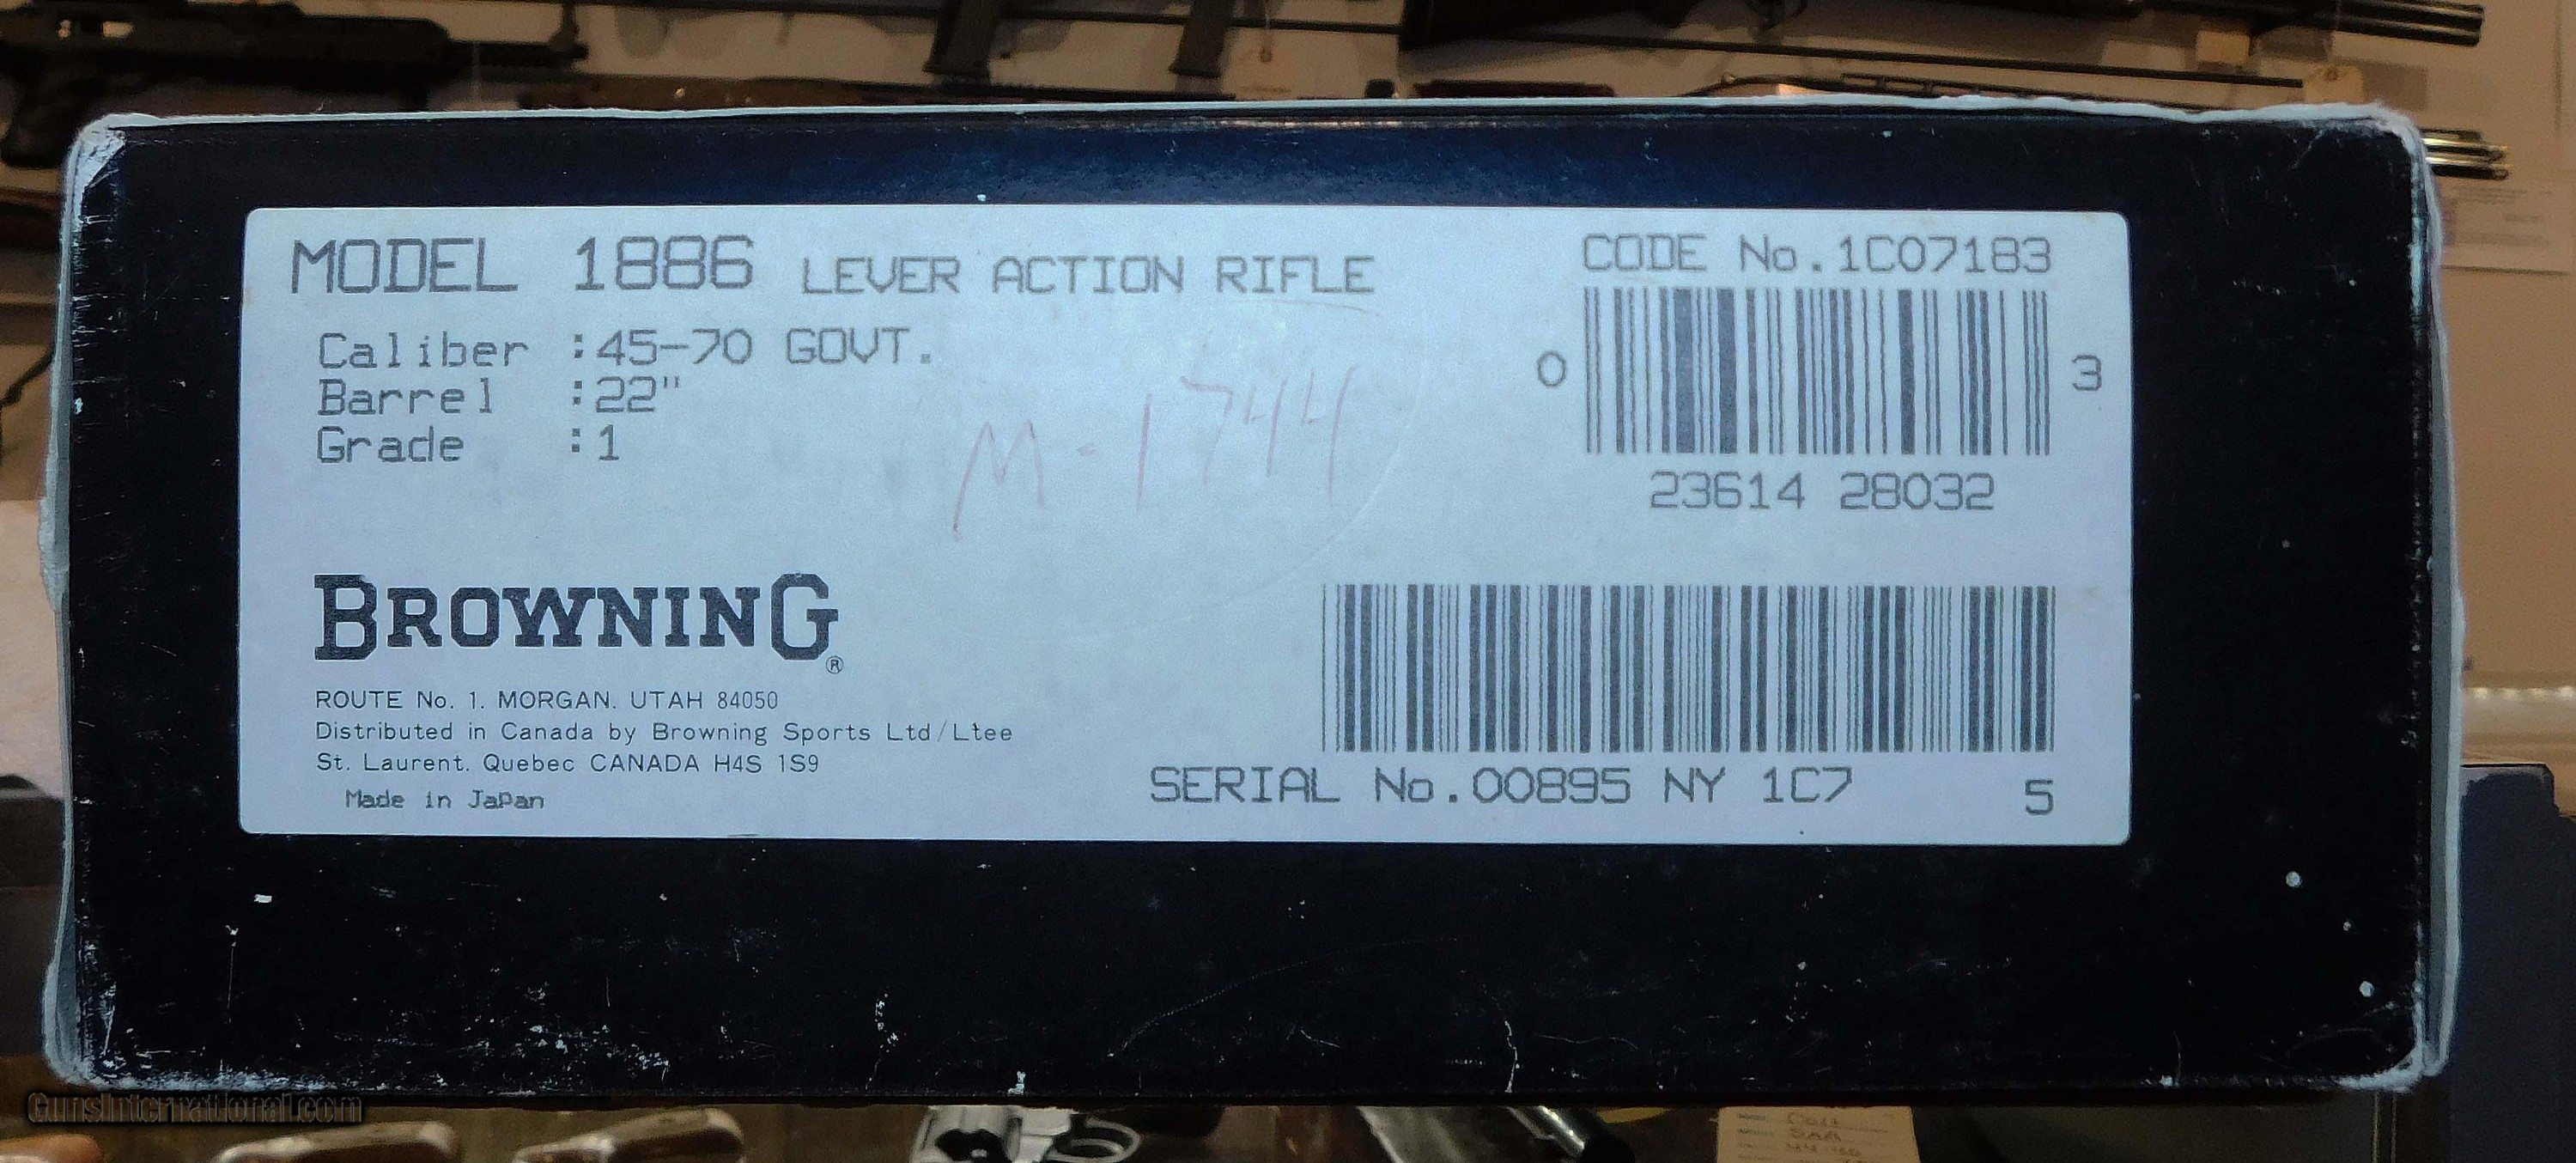 MODEL 1886 LEVER ACTION RIFLE
Caliber :45-70 GOVT.
Barrel :22"
Grade :1
M-1744
CODE No.1C07183
0 3
23614 28032
BROWNING®
ROUTE No. 1. MORGAN. UTAH 84050
Distributed in Canada by Browning Sports Ltd/Ltee
St. Laurent. Quebec CANADA H4S 1S9
Made in Japan
SERIAL No.00895 NY 1C7 5
GunsInternational.com
Colt
SAA